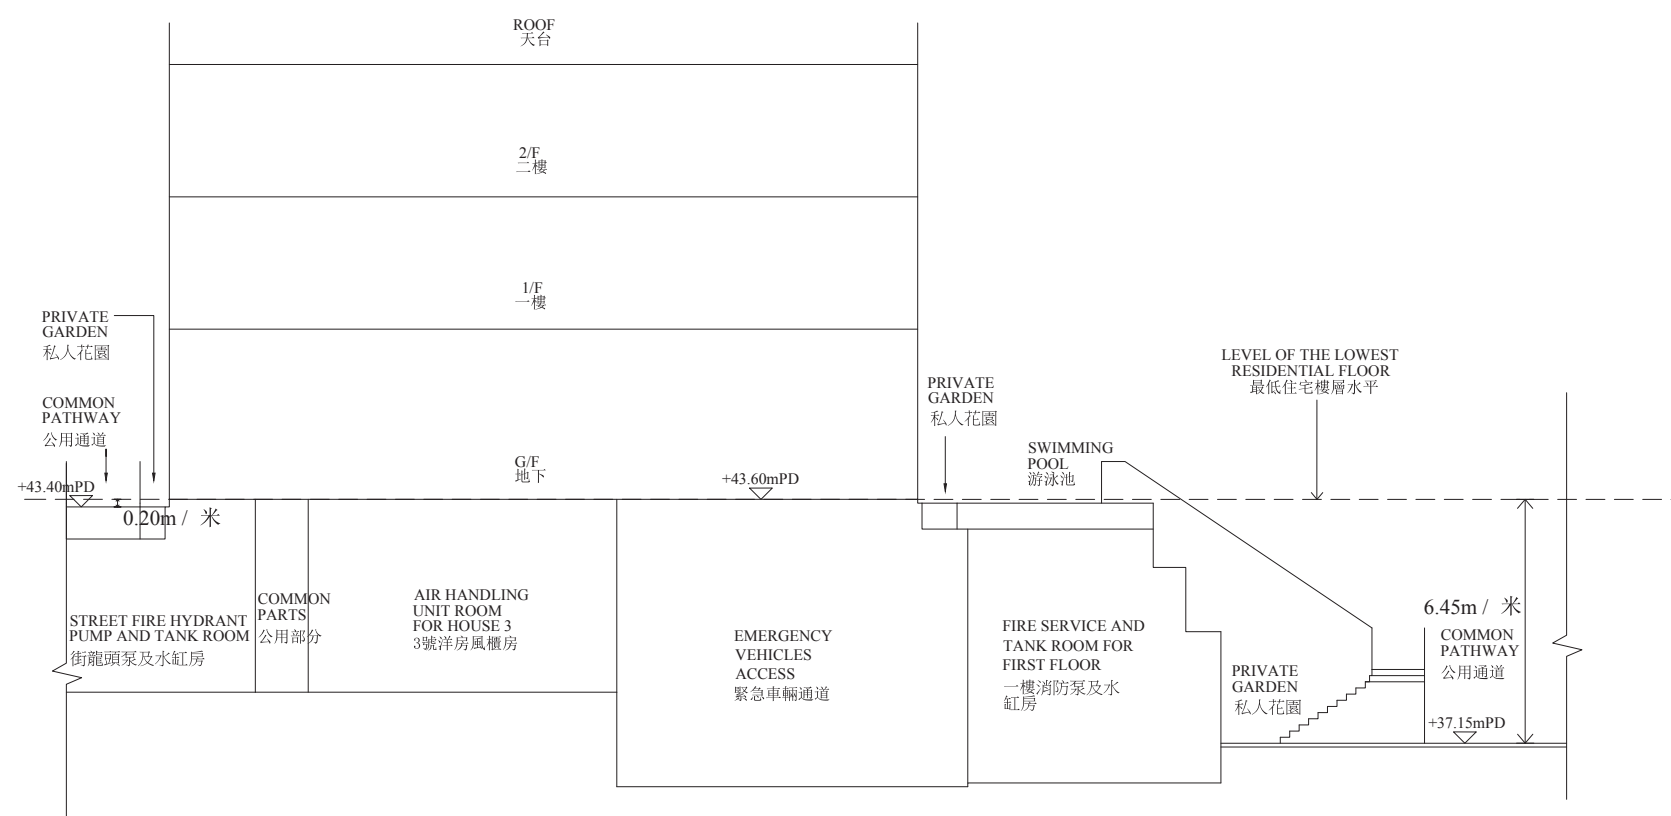 ROOF
天台
2/F
二樓
1/F
一樓
PRIVATE
GARDEN
私人花園
COMMON
PATHWAY
公用通道
+43.40mPD
0.20m / 米
G/F
地下
+43.60mPD
PRIVATE
GARDEN
私人花園
SWIMMING
POOL
游泳池
LEVEL OF THE LOWEST
RESIDENTIAL FLOOR
最低住宅樓層水平
STREET FIRE HYDRANT
PUMP AND TANK ROOM
街龍頭泵及水缸房
COMMON
PARTS
公用部分
AIR HANDLING
UNIT ROOM
FOR HOUSE 3
3號洋房風櫃房
EMERGENCY
VEHICLES
ACCESS
緊急車輛通道
FIRE SERVICE AND
TANK ROOM FOR
FIRST FLOOR
一樓消防泵及水
缸房
PRIVATE
GARDEN
私人花園
6.45m / 米
COMMON
PATHWAY
公用通道
+37.15mPD